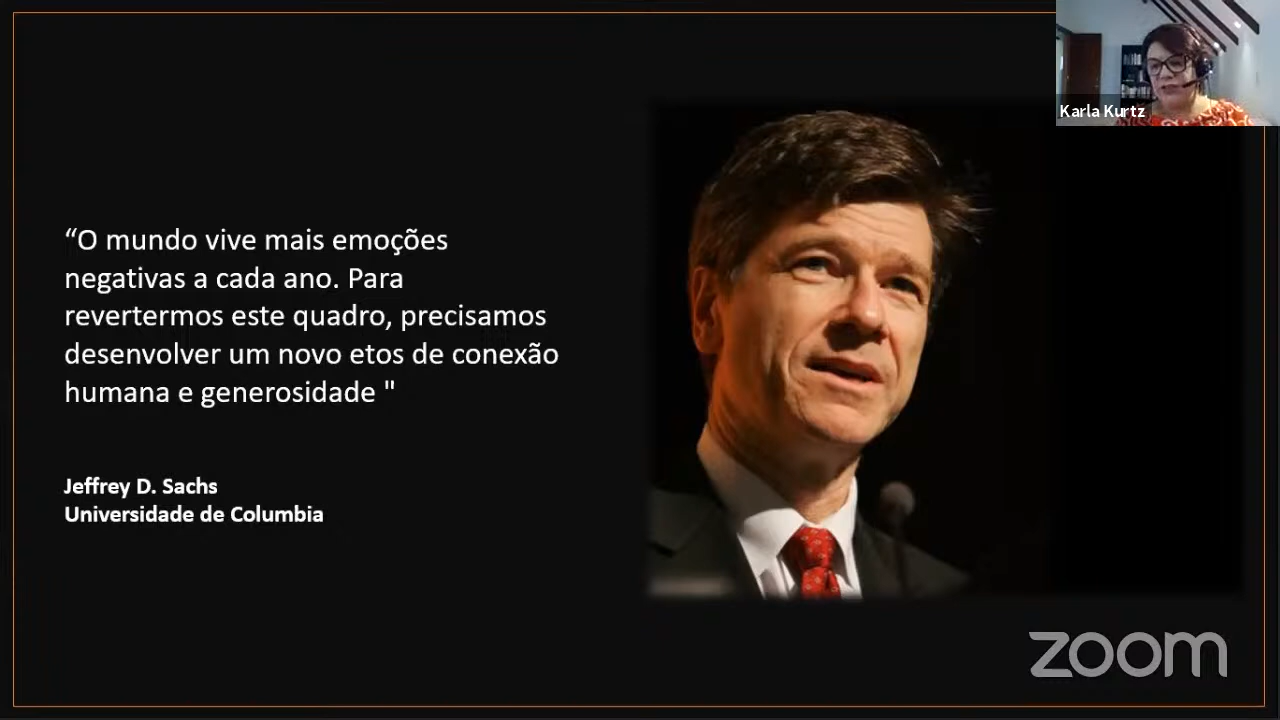 “O mundo vive mais emoções
negativas a cada ano. Para
revertermos este quadro, precisamos
desenvolver um novo etos de conexão
humana e generosidade "
Jeffrey D. Sachs
Universidade de Columbia
Karla Kurtz
zoom